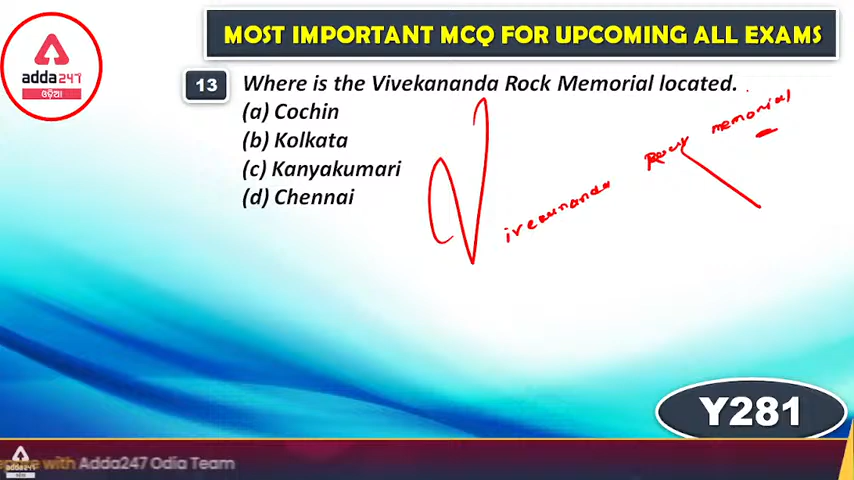 MOST IMPORTANT MCQ FOR UPCOMING ALL EXAMS
adda247
ଓଡ଼ିଆ
13 Where is the Vivekananda Rock Memorial located.
(a) Cochin
(b) Kolkata
(c) Kanyakumari
(d) Chennai
Vivekananda Rock memorial
Y281
with Adda247 Odia Team
adda247